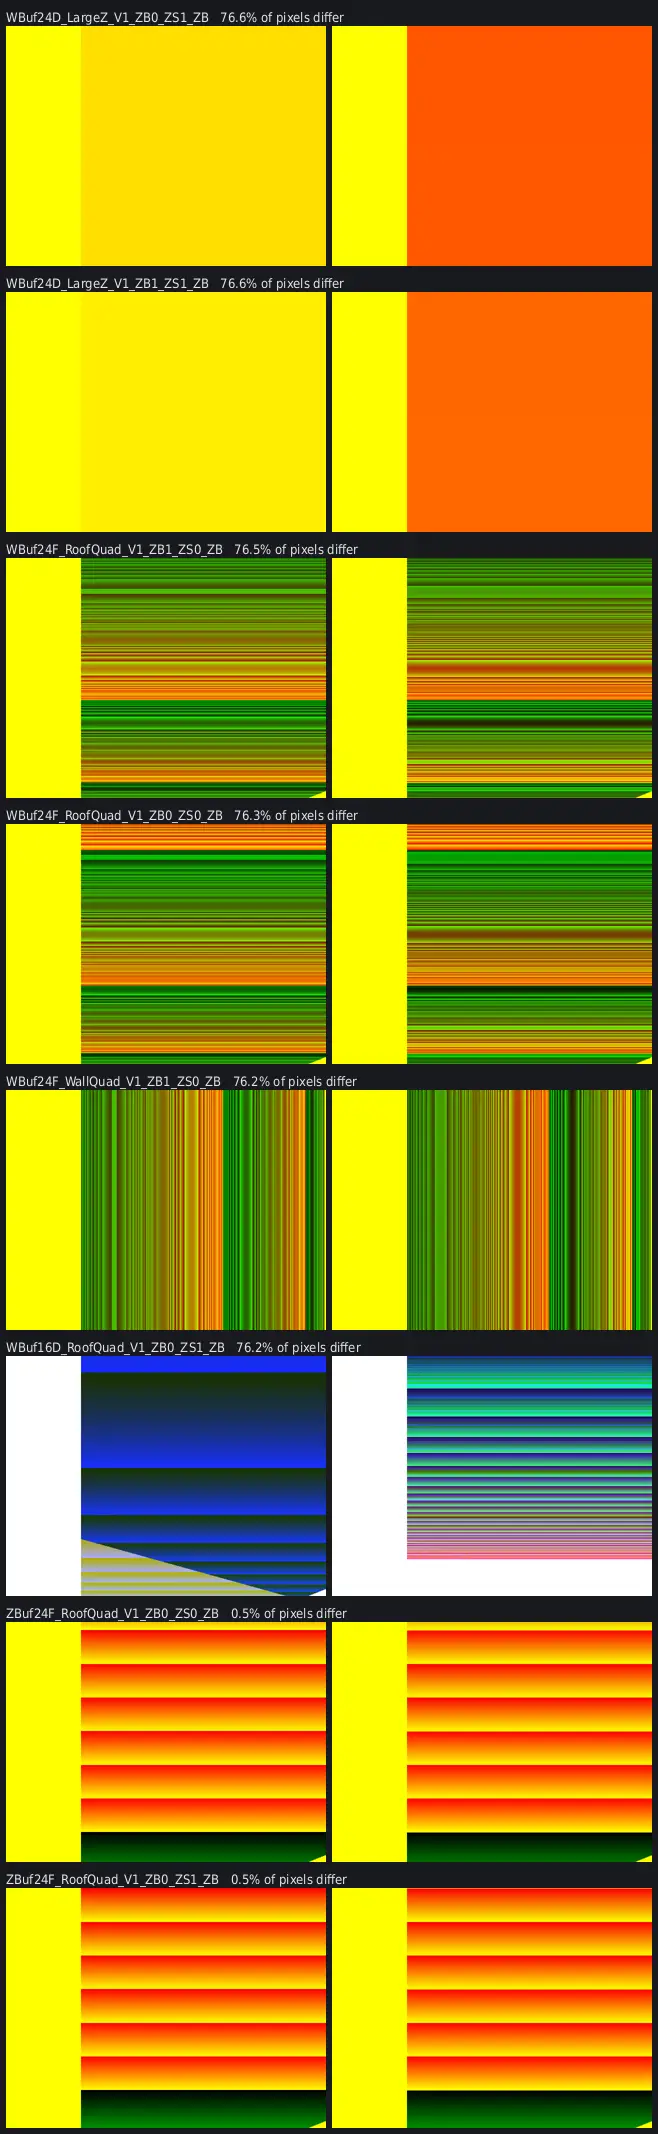 WBuf24D_LargeZ_V1_ZB0_ZS1_ZB 76.6% of pixels differ
WBuf24D_LargeZ_V1_ZB1_ZS1_ZB 76.6% of pixels differ
WBuf24F_RoofQuad_V1_ZB1_ZS0_ZB 76.5% of pixels differ
WBuf24F_RoofQuad_V1_ZB0_ZS0_ZB 76.3% of pixels differ
WBuf24F_WallQuad_V1_ZB1_ZS0_ZB 76.2% of pixels differ
WBuf16D_RoofQuad_V1_ZB0_ZS1_ZB 76.2% of pixels differ
ZBuf24F_RoofQuad_V1_ZB0_ZS0_ZB 0.5% of pixels differ
ZBuf24F_RoofQuad_V1_ZB0_ZS1_ZB 0.5% of pixels differ